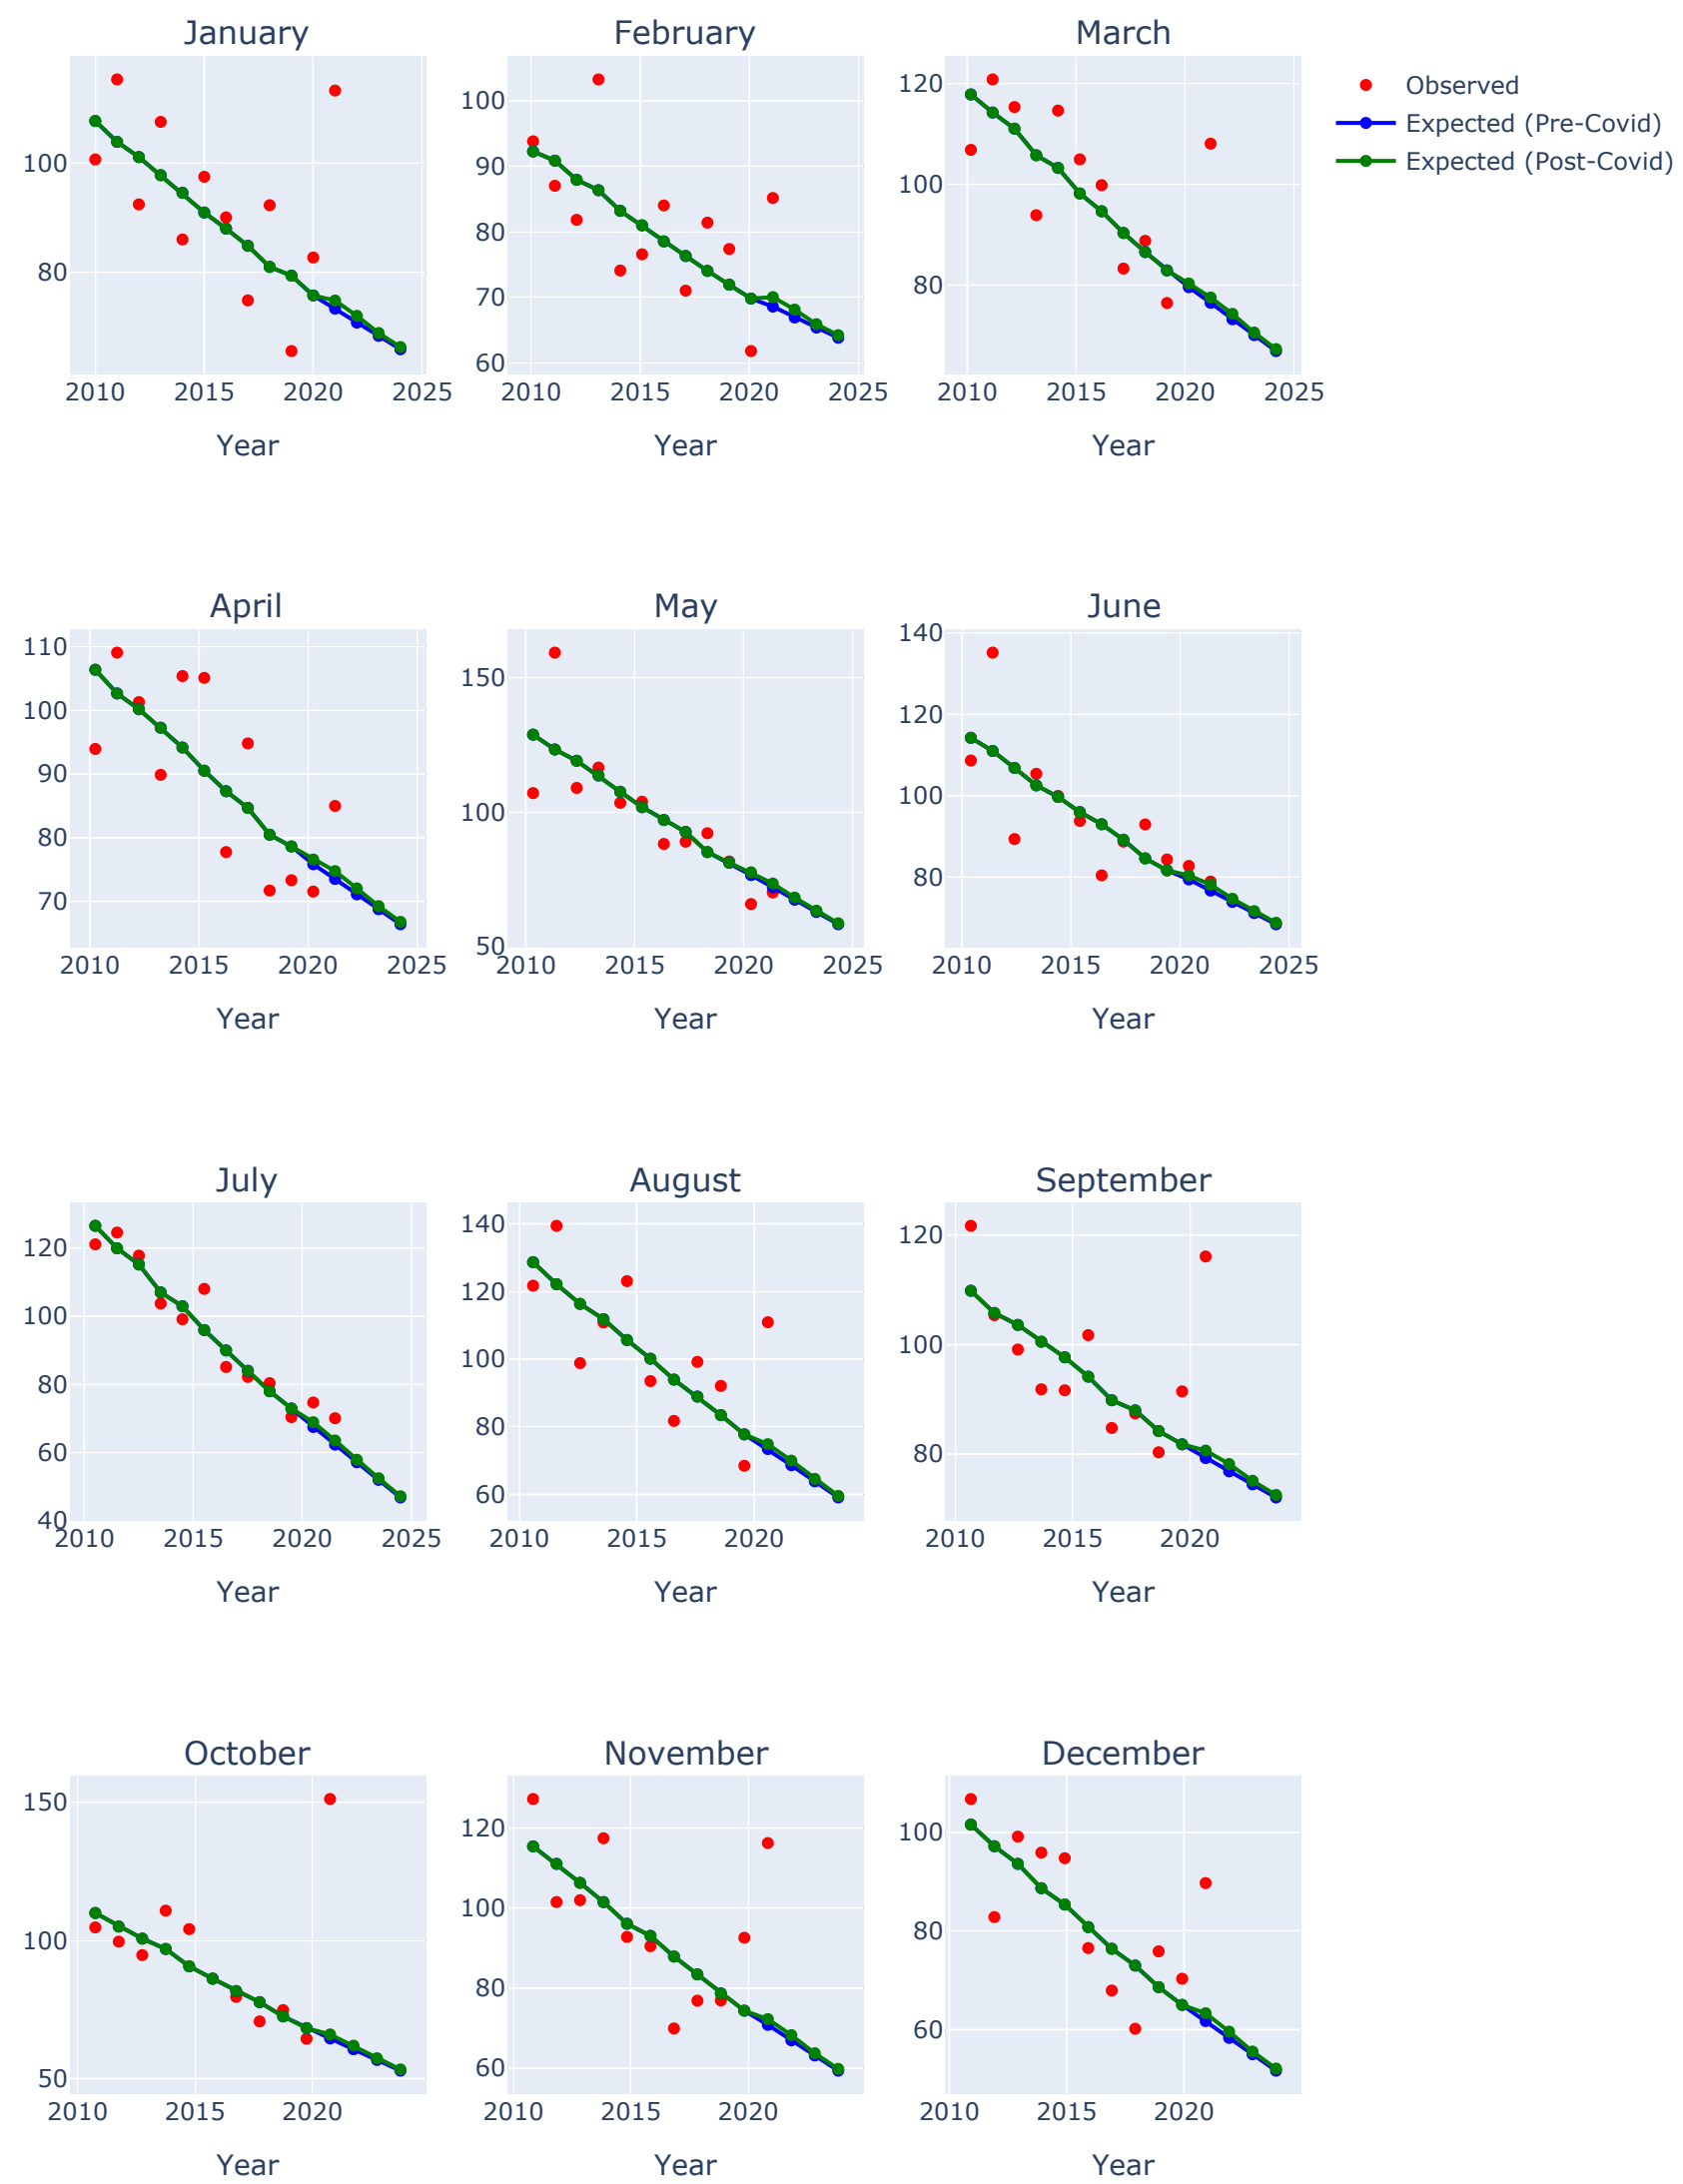 January
February
March
Observed
Expected (Pre-Covid)
Expected (Post-Covid)
100
80
2010 2015 2020 2025
Year
100
90
80
70
60
2010 2015 2020 2025
Year
120
100
80
2010 2015 2020 2025
Year
April
May
June
110
100
90
80
70
2010 2015 2020 2025
Year
150
100
50
2010 2015 2020 2025
Year
140
120
100
80
2010 2015 2020 2025
Year
July
August
September
120
100
80
60
40
2010 2015 2020 2025
Year
140
120
100
80
60
2010 2015 2020
Year
120
100
80
2010 2015 2020
Year
October
November
December
150
100
50
2010 2015 2020
Year
120
100
80
60
2010 2015 2020
Year
100
80
60
2010 2015 2020
Year